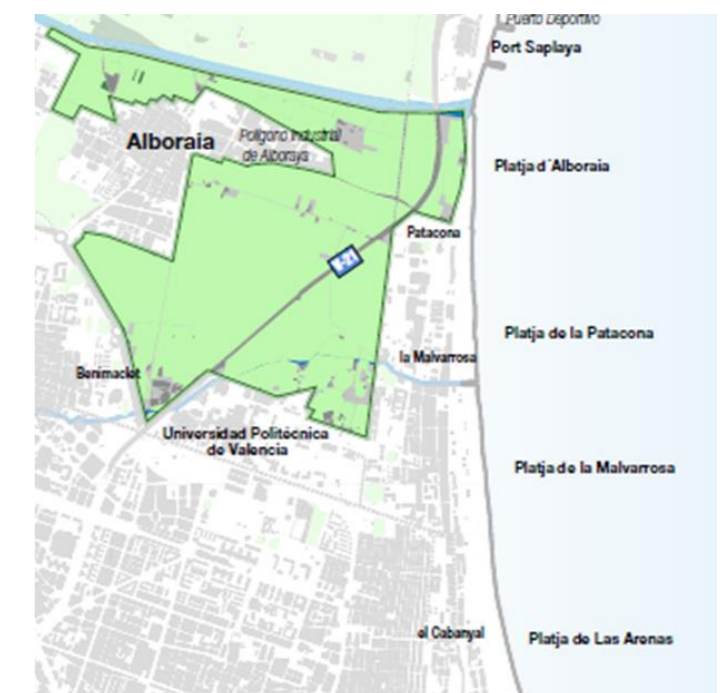 Puerto Deportivo
Port Saplaya
Alboraia
Polígono Industrial
de Alboraya
Platja d´Alboraia
Patacona
V-21
Platja de la Patacona
la Malvarrosa
Benimaclet
Universidad Politécnica
de Valencia
Platja de la Malvarrosa
el Cabanyal
Platja de Las Arenas